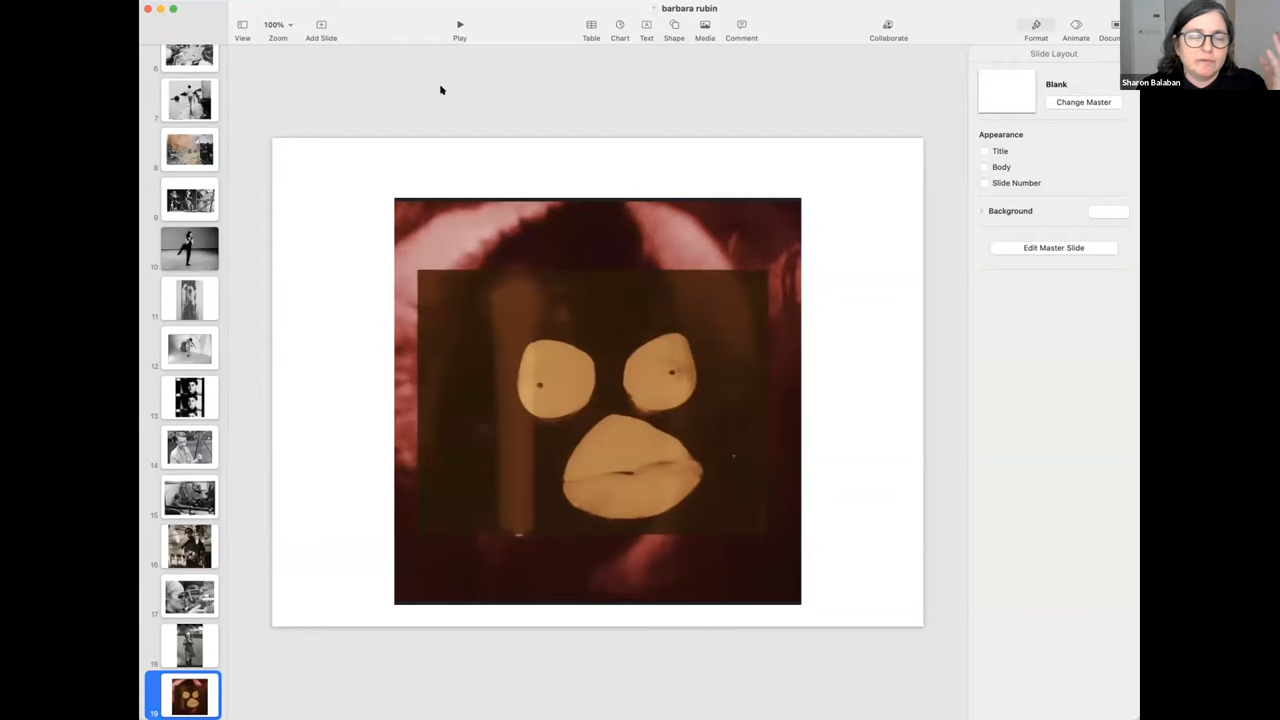 barbara rubin
100%
View
Zoom
Add Slide
Play
Table
Chart
Text
Shape
Media
Comment
Collaborate
Format
Animate
Docum
Slide Layout
Blank
Change Master
Appearance
Title
Body
Slide Number
Background
Edit Master Slide
Sharon Balaban
6
7
8
9
10
11
12
13
14
15
16
17
18
19